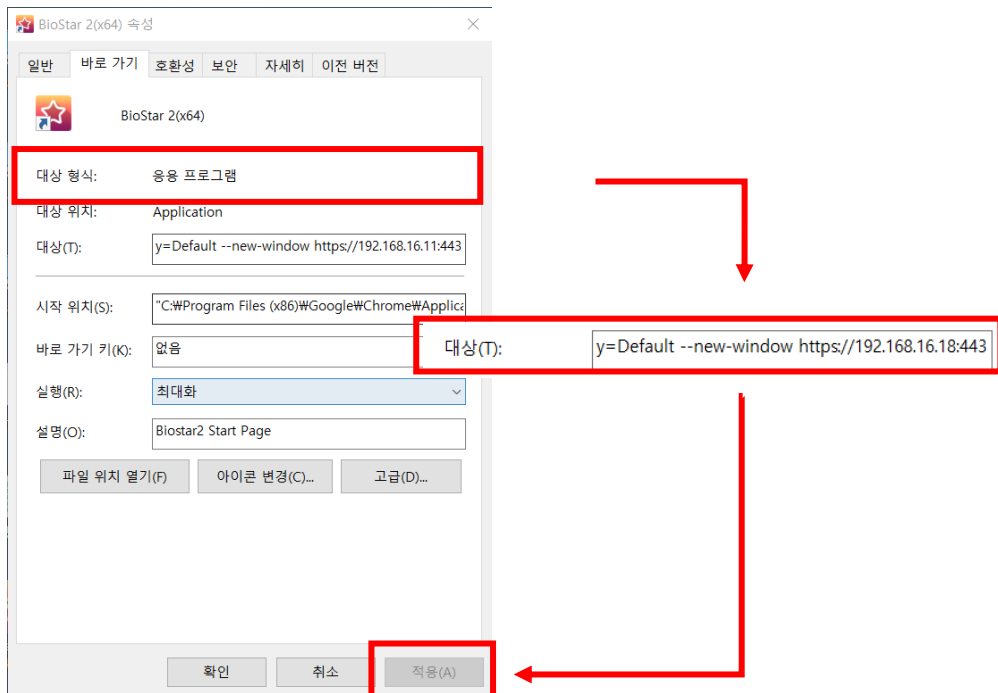 BioStar 2(x64) 속성
일반 바로 가기 호환성 보안 자세히 이전 버전
BioStar 2(x64)
대상 형식: 응용 프로그램
대상 위치: Application
대상(T): y=Default --new-window https://192.168.16.11:443
시작 위치(S): "C:₩Program Files (x86)₩Google₩Chrome₩Applica
바로 가기 키(K): 없음
대상(T): y=Default --new-window https://192.168.16.18:443
실행(R): 최대화
설명(O): Biostar2 Start Page
파일 위치 열기(F) 아이콘 변경(C)... 고급(D)...
확인 취소 적용(A)